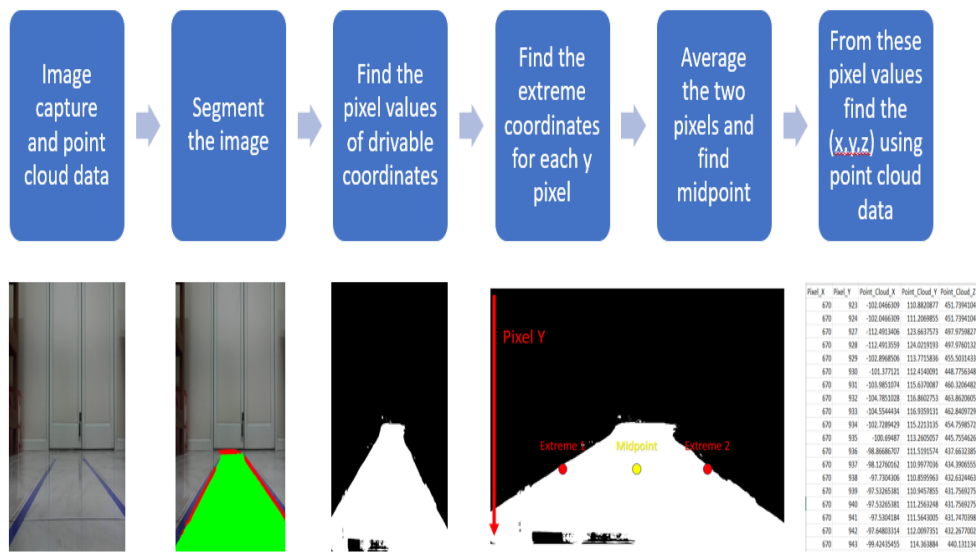 Image
capture
and point
cloud data
Segment
the image
Find the
pixel values
of drivable
coordinates
Find the
extreme
coordinates
for each y
pixel
Average
the two
pixels and
find
midpoint
From these
pixel values
find the
(x,y,z) using
point cloud
data
Pixel Y
Extreme 1
Midpoint
Extreme 2
Pixel_X Pixel_Y Point_Cloud_X Point_Cloud_Y Point_Cloud_Z
670 923 -102.0466309 110.8820877 451.7394104
670 924 -102.0466309 111.2069855 451.7394104
670 927 -112.4913406 123.6637573 497.9759827
670 928 -112.4913559 124.0219193 497.9760132
670 929 -102.8968506 113.7715836 455.5031433
670 930 -101.377121 112.4140091 448.7756348
670 931 -103.9851074 115.6370087 460.3206482
670 932 -104.7851028 116.8602753 463.8620605
670 933 -104.5544434 116.9359131 462.8409729
670 934 -102.7289429 115.2213135 454.7598572
670 935 -100.69487 113.2605057 445.7554626
670 936 -98.86686707 111.5191574 437.6632385
670 937 -98.12760162 110.9977036 434.3906555
670 938 -97.7304306 110.8595963 432.6324463
670 939 -97.53265381 110.9457855 431.7569275
670 940 -97.53265381 111.2563248 431.7569275
670 941 -97.5304184 111.5643005 431.7470398
670 942 -97.64803314 112.0097351 432.2677002
670 943 -99.42435455 114.363884 440.131134